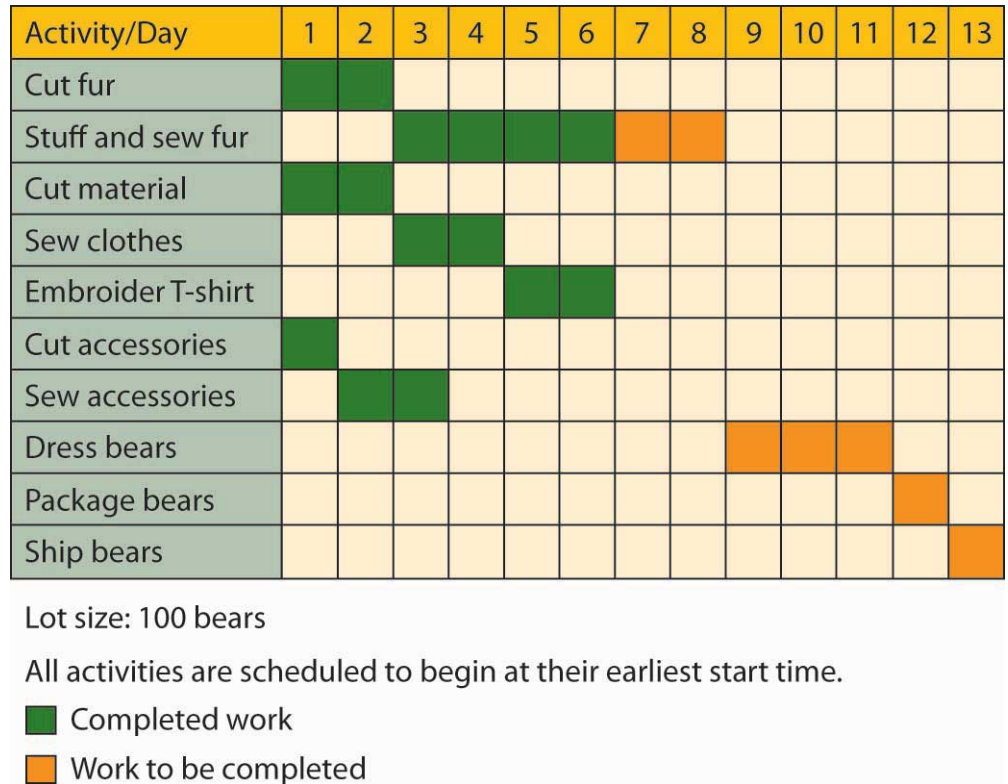 Activity/Day 1 2 3 4 5 6 7 8 9 10 11 12 13
Cut fur
Stuff and sew fur
Cut material
Sew clothes
Embroider T-shirt
Cut accessories
Sew accessories
Dress bears
Package bears
Ship bears
Lot size: 100 bears
All activities are scheduled to begin at their earliest start time.
Completed work
Work to be completed